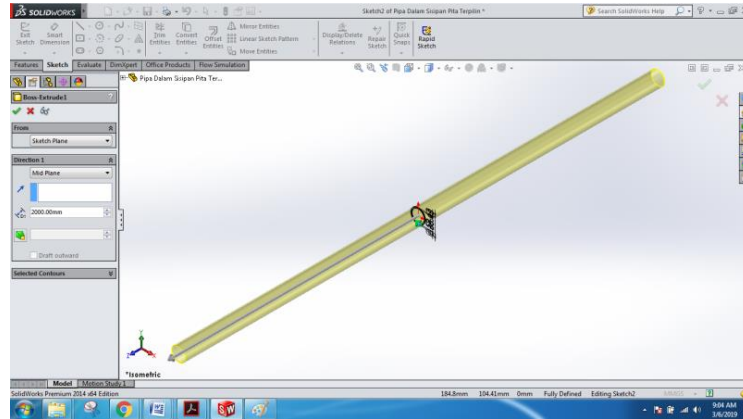 SOLIDWORKS
Sketch2 of Pipa Dalam Sisipan Pita Terpilin *
Search SolidWorks Help
Exit Sketch
Smart Dimension
Trim Entities
Convert Entities
Offset Entities
Mirror Entities
Linear Sketch Pattern
Move Entities
Display/Delete Relations
Repair Sketch
Quick Snaps
Rapid Sketch
Features Sketch Evaluate DimXpert Office Products Flow Simulation
Pipa Dalam Sisipan Pita Ter...
Boss-Extrude1
From
Sketch Plane
Direction 1
Mid Plane
2000.00mm
Draft outward
Selected Contours
*Isometric
Model Motion Study 1
SolidWorks Premium 2014 x64 Edition
184.8mm 104.41mm 0mm Fully Defined Editing Sketch2
9:04 AM
3/6/2019